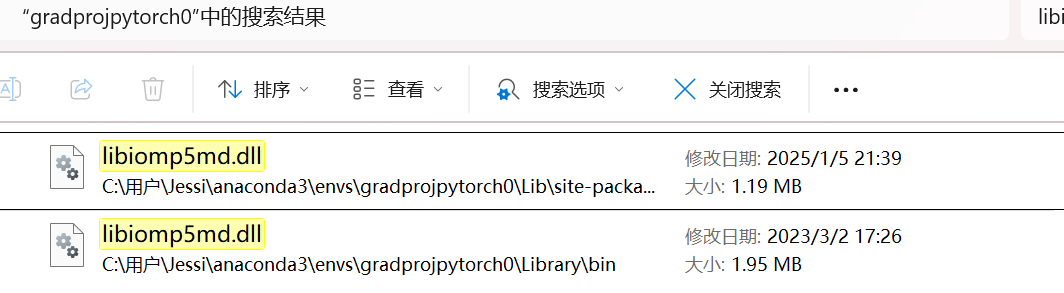 “gradprojpytorch0”中的搜索结果
libi
A
排序
查看
搜索选项
关闭搜索
libiomp5md.dll
修改日期: 2025/1/5 21:39
C:\用户\Jessi\anaconda3\envs\gradprojpytorch0\Lib\site-packa...
大小: 1.19 MB
libiomp5md.dll
修改日期: 2023/3/2 17:26
C:\用户\Jessi\anaconda3\envs\gradprojpytorch0\Library\bin
大小: 1.95 MB